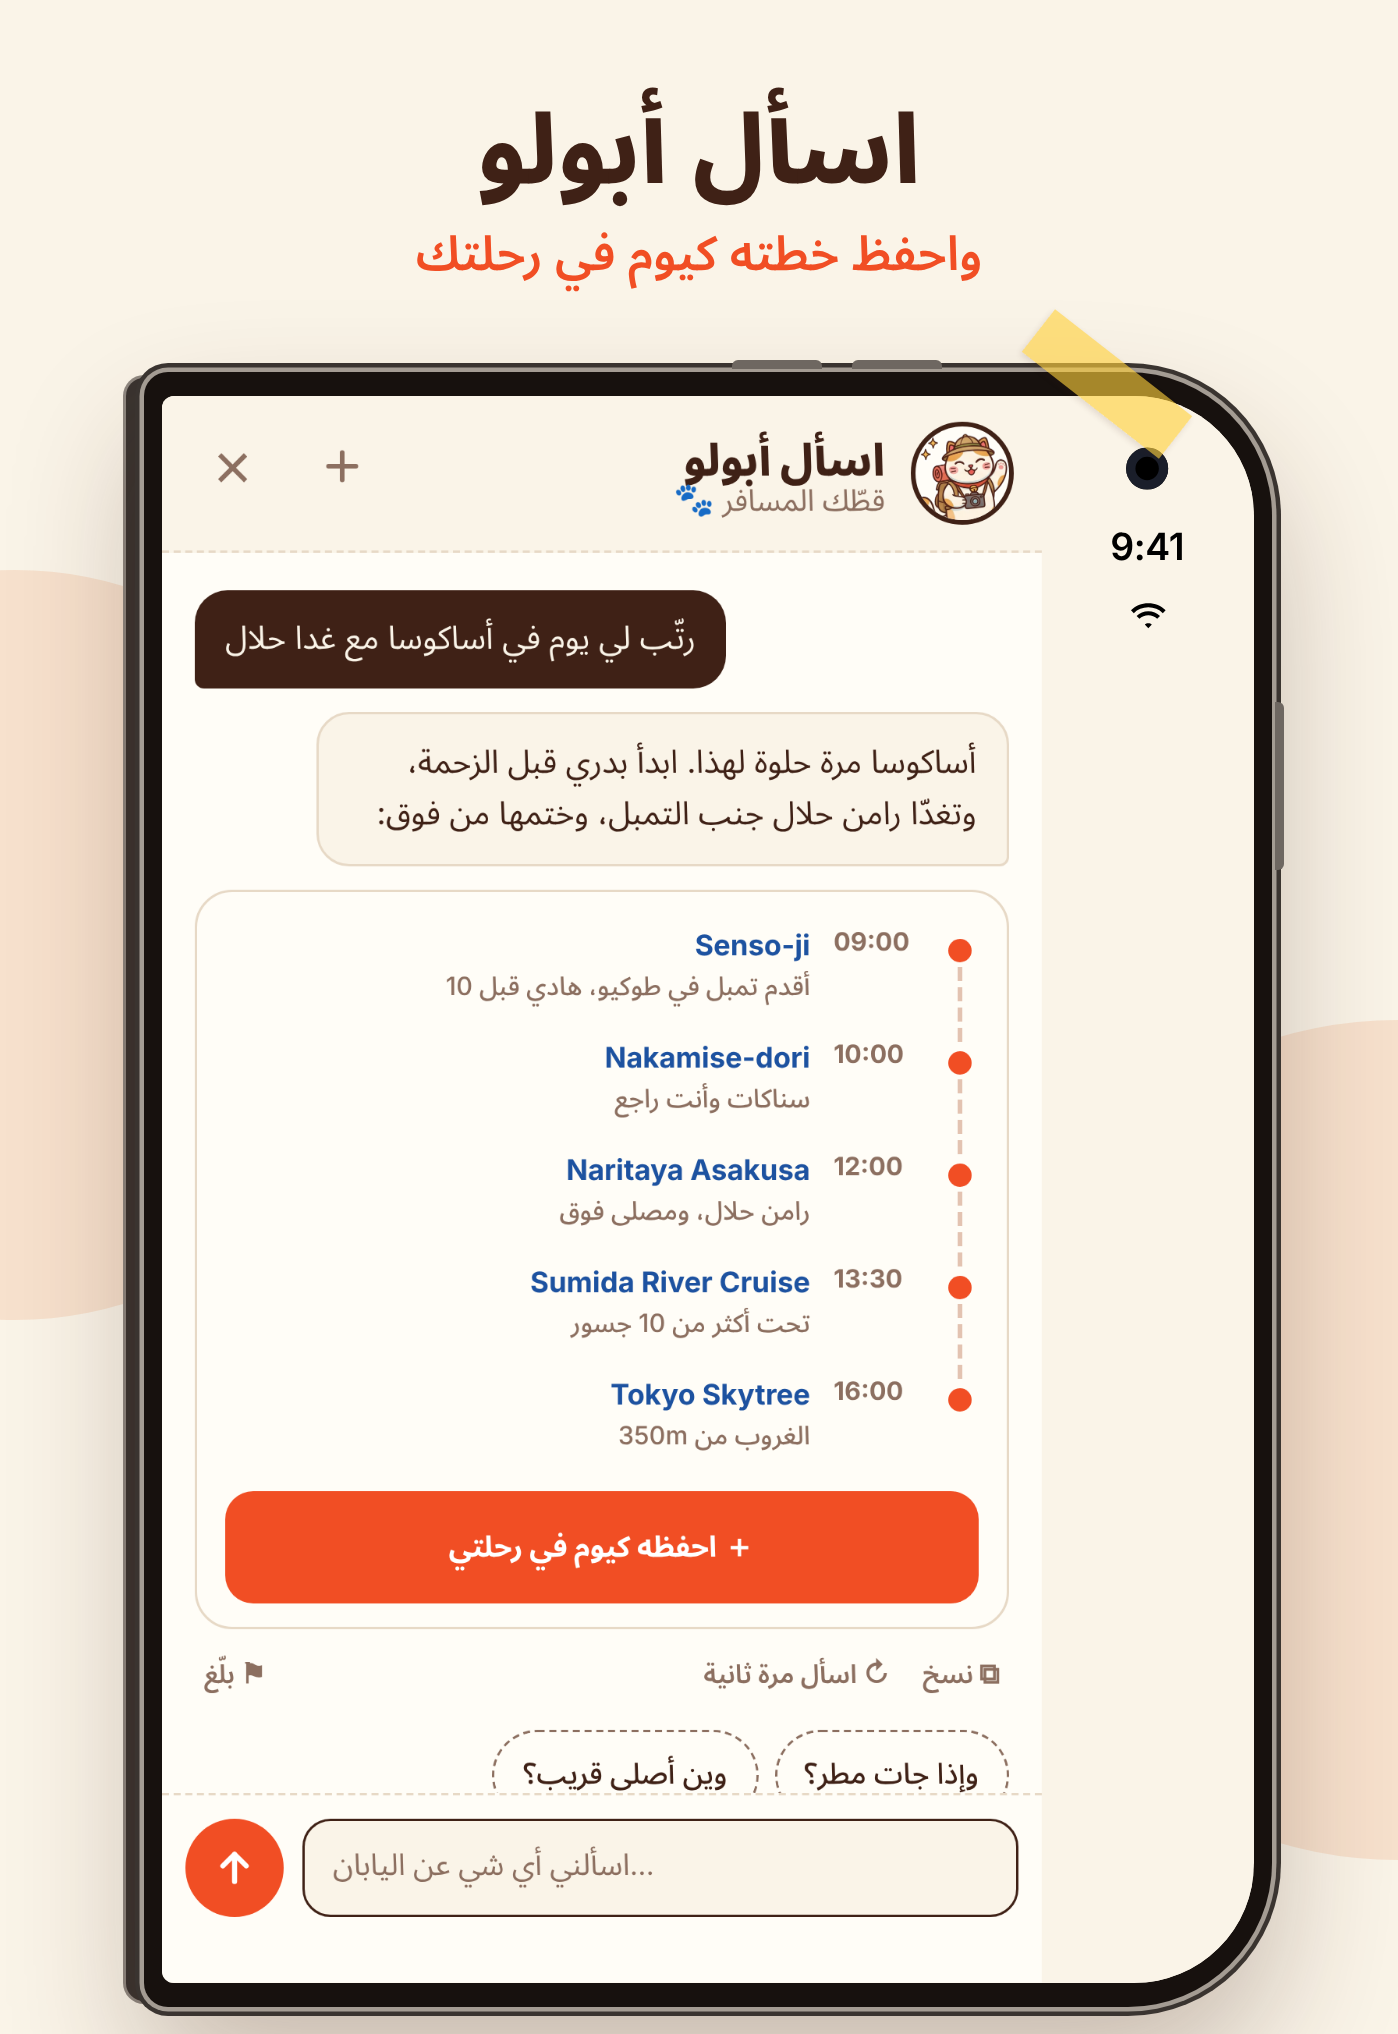 اسأل أبولو
واحفظ خطته كيوم في رحلتك
9:41
اسأل أبولو
قطّك المسافر 🐾
رتّب لي يوم في أساكوسا مع غدا حلال
أساكوسا مرة حلوة لهذا. ابدأ بدري قبل الزحمة،
وتغدّا رامن حلال جنب التمبل، وختمها من فوق:
09:00 Senso-ji
أقدم تمبل في طوكيو، هادي قبل 10
10:00 Nakamise-dori
سناكات وأنت راجع
12:00 Naritaya Asakusa
رامن حلال، ومصلى فوق
13:30 Sumida River Cruise
تحت أكثر من 10 جسور
16:00 Tokyo Skytree
الغروب من 350m
+ احفظه كيوم في رحلتي
نسخ اسأل مرة ثانية بلّغ
وإذا جات مطر؟ وين أصلي قريب؟
اسألني أي شي عن اليابان...